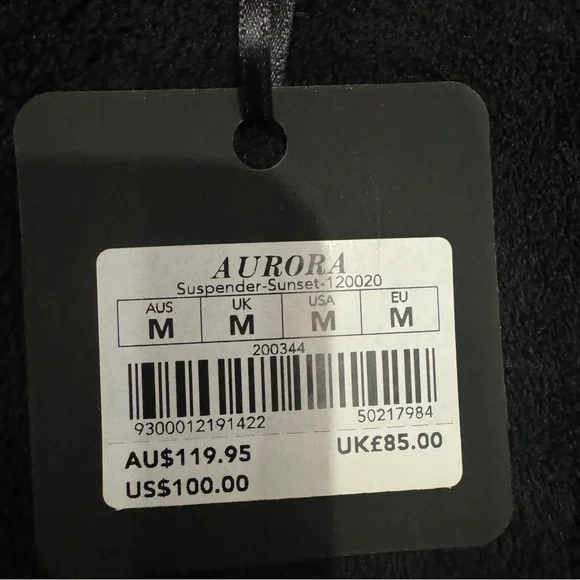 AURORA
Suspender-Sunset-120020
AUS UK USA EU
M M M M
200344
9300012191422 50217984
AU$119.95 UK£85.00
US$100.00